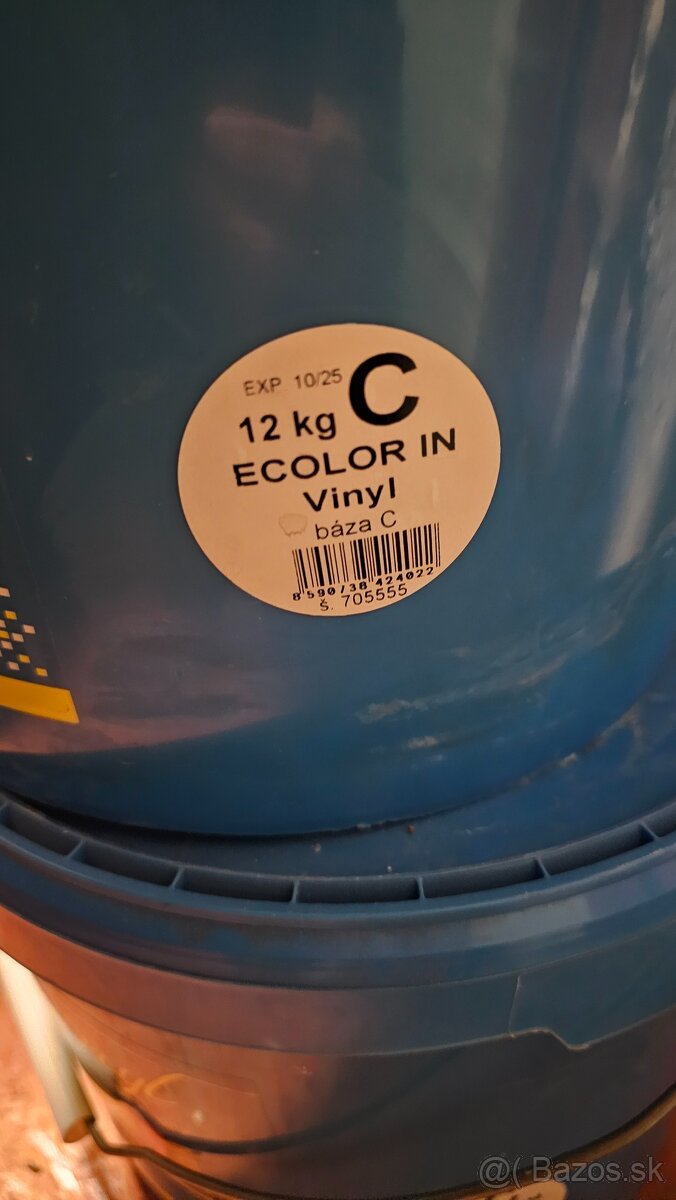 EXP 10/25
C
12 kg
ECOLOR IN
Vinyl
báza C
8 590738 424022
š. 705555
@( Bazos.sk